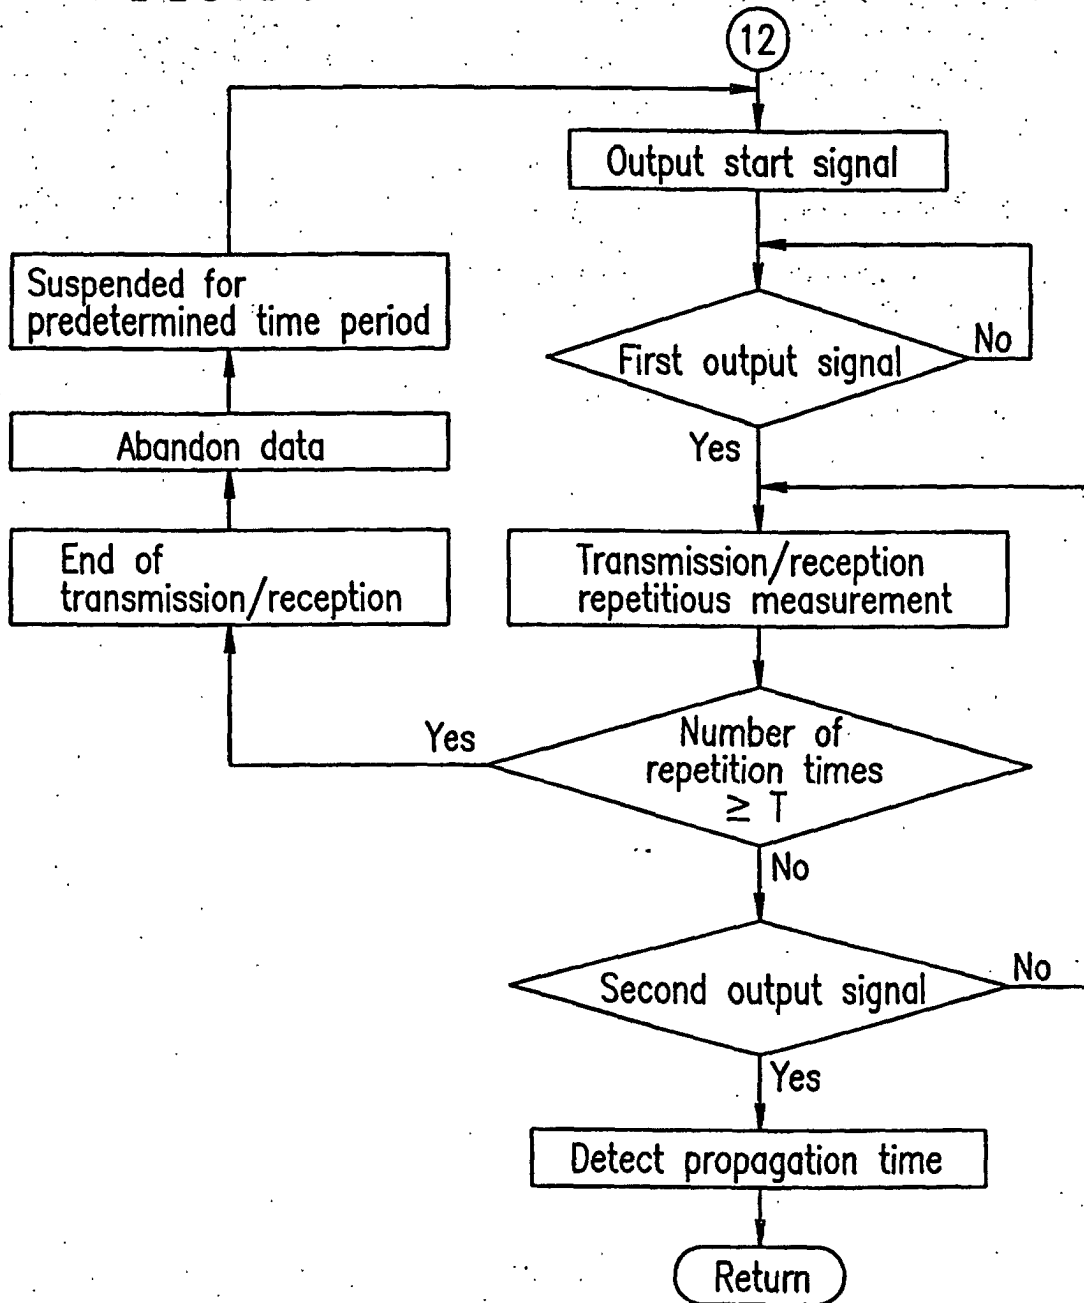 12
Output start signal
Suspended for
predetermined time period
First output signal
No
Abandon data
Yes
End of
transmission/reception
Transmission/reception
repetitious measurement
Yes
Number of
repetition times
≥ T
No
Second output signal
No
Yes
Detect propagation time
Return